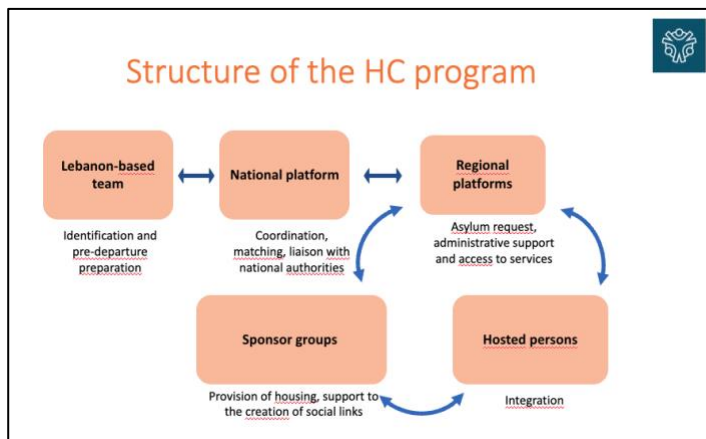 Structure of the HC program
Lebanon-based
team
National platform
Regional
platforms
Identification and
pre-departure
preparation
Coordination,
matching, liaison with
national authorities
Asylum request,
administrative support
and access to services
Sponsor groups
Hosted persons
Provision of housing, support to
the creation of social links
Integration